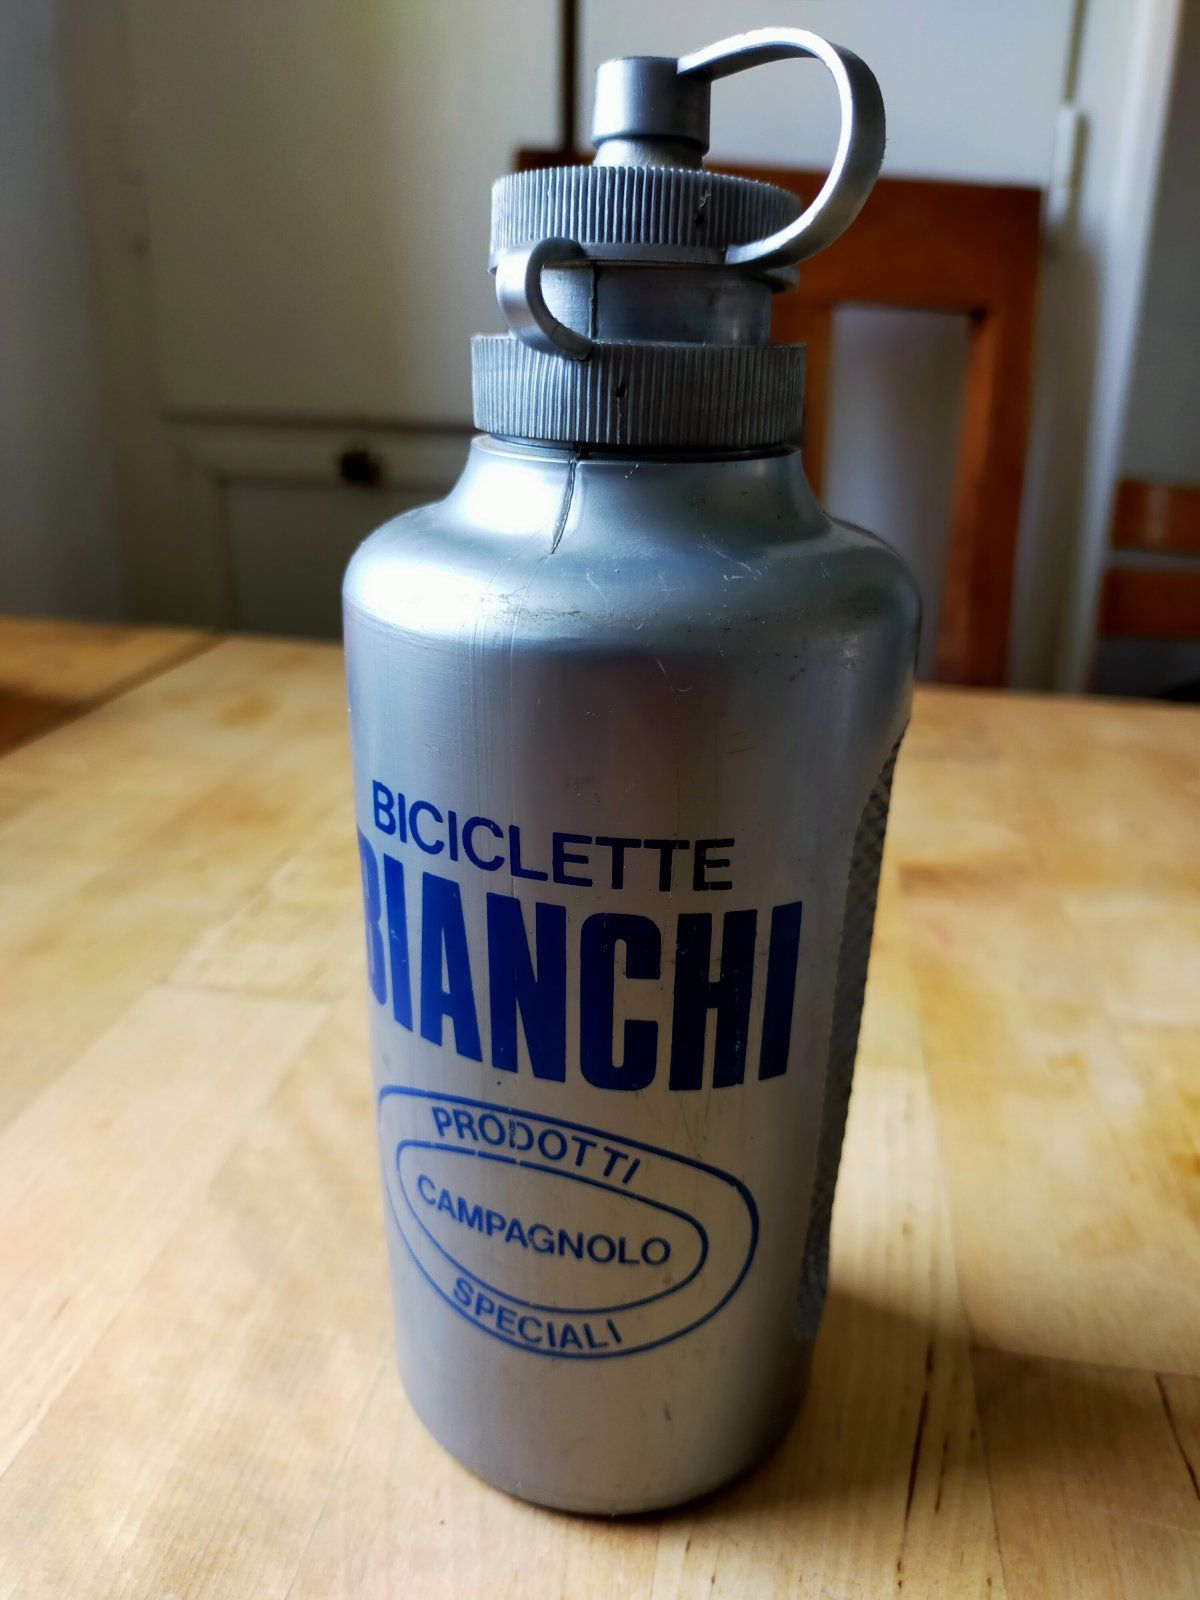 BICICLETTE
BIANCHI
PRODOTTI
CAMPAGNOLO
SPECIALI